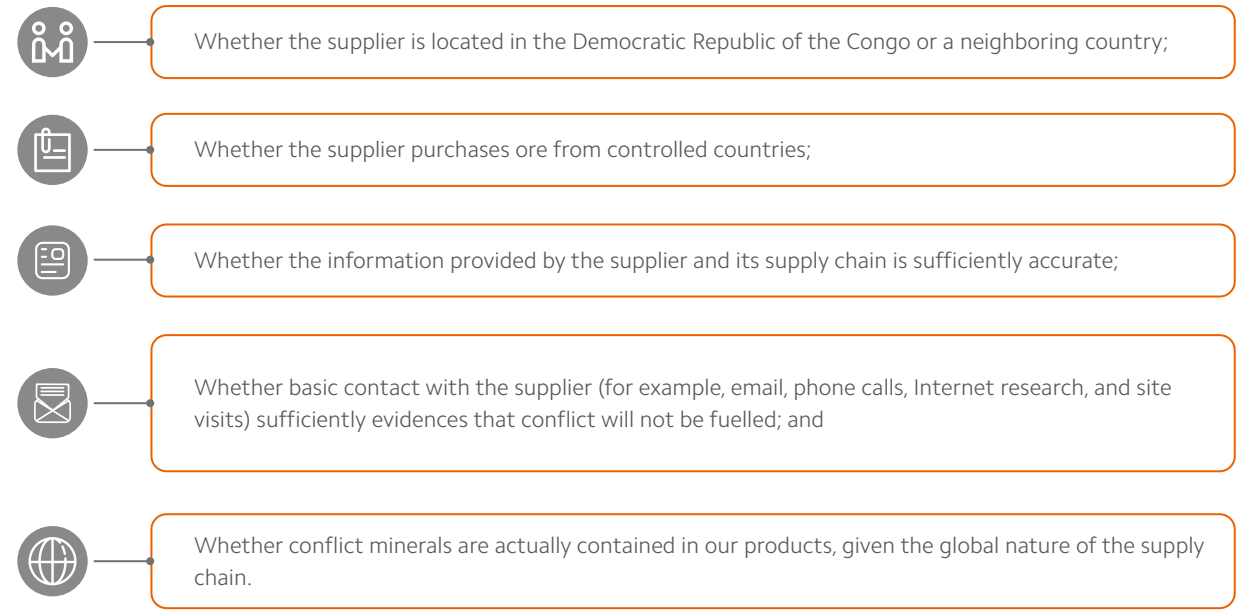 Whether the supplier is located in the Democratic Republic of the Congo or a neighboring country;
Whether the supplier purchases ore from controlled countries;
Whether the information provided by the supplier and its supply chain is sufficiently accurate;
Whether basic contact with the supplier (for example, email, phone calls, Internet research, and site
visits) sufficiently evidences that conflict will not be fuelled; and
Whether conflict minerals are actually contained in our products, given the global nature of the supply
chain.